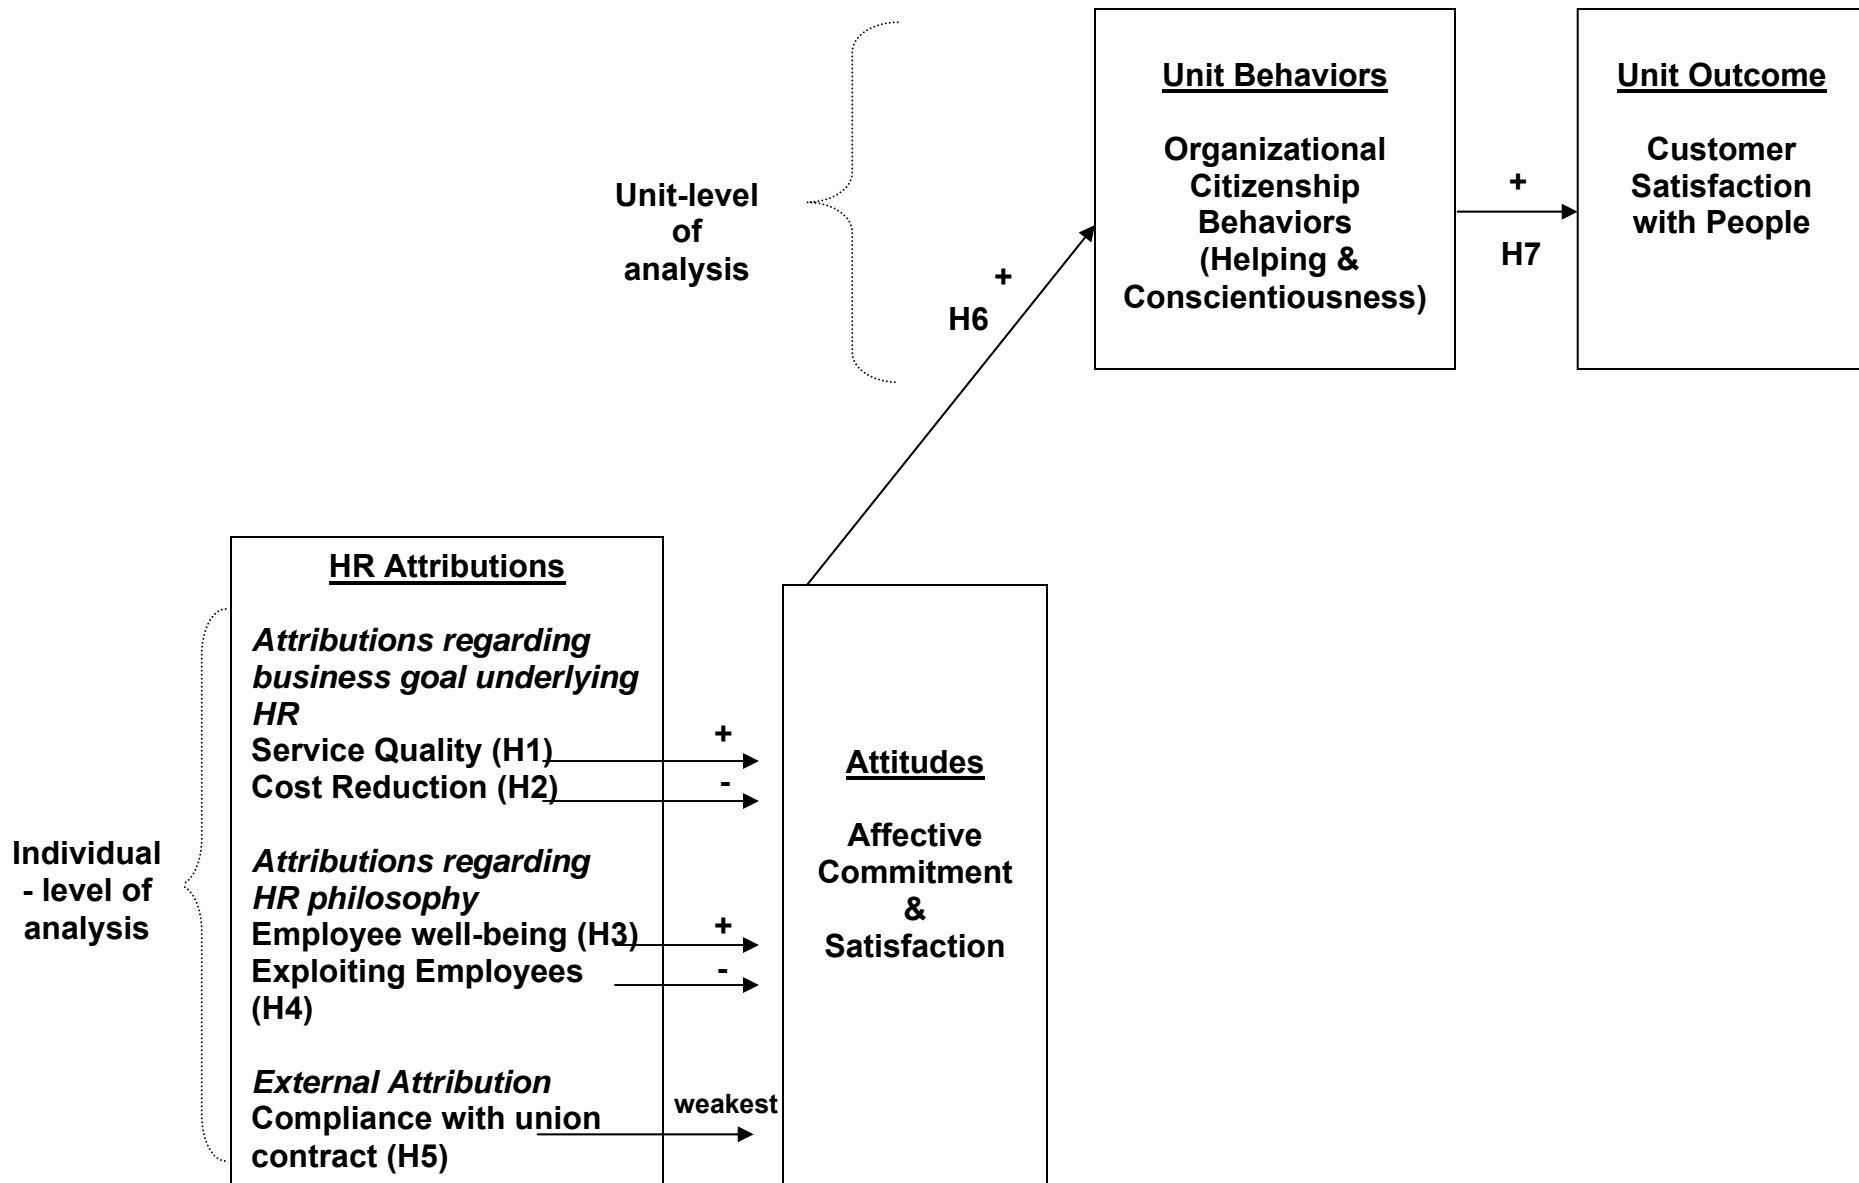 Unit Behaviors
Organizational
Citizenship
Behaviors
(Helping &
Conscientiousness)
+
H7
Unit Outcome
Customer
Satisfaction
with People
Unit-level
of
analysis
+
H6
HR Attributions
Attributions regarding
business goal underlying
HR
Service Quality (H1)
+
Cost Reduction (H2)
-
Attributions regarding
HR philosophy
Employee well-being (H3)
+
Exploiting Employees
-
(H4)
External Attribution
Compliance with union
contract (H5)
weakest
Individual
- level of
analysis
Attitudes
Affective
Commitment
&
Satisfaction